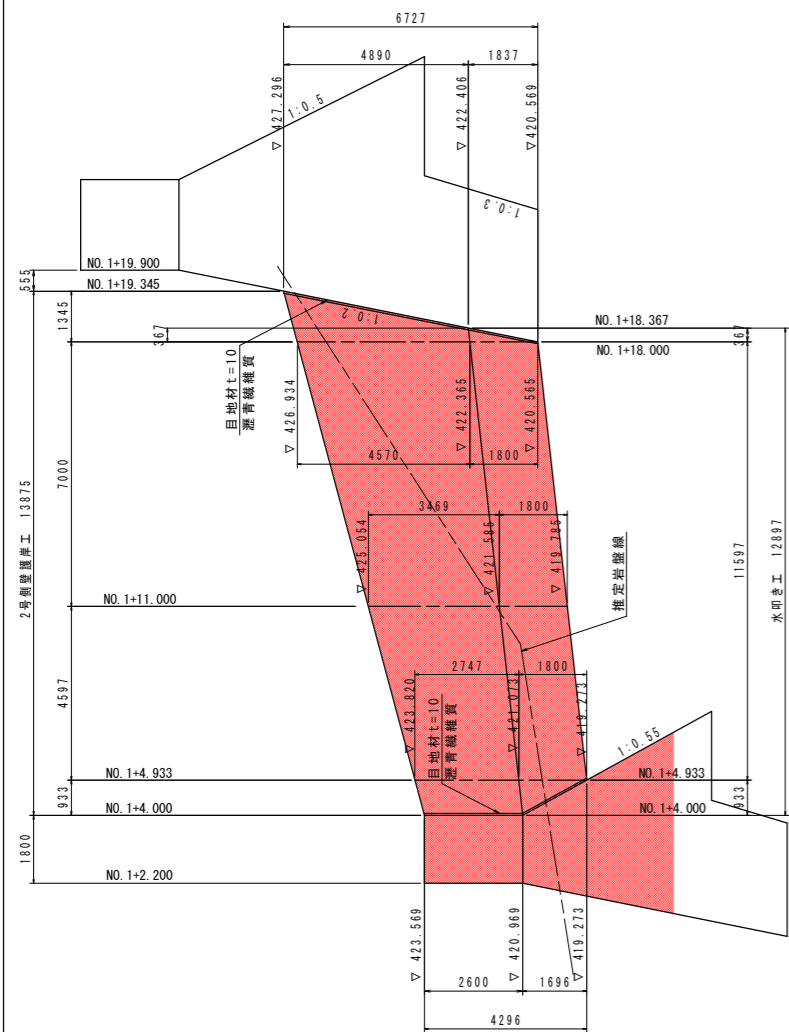 6727
4890
1837
▽ 427.296
▽ 422.406
▽ 420.569
1:0.5
1:0.3
NO.1+19.900
NO.1+19.345
555
1345
367
1:0.2
NO.1+18.367
NO.1+18.000
367
目地材t=10
瀝青繊維質
▽ 426.934
▽ 422.365
▽ 420.565
4570
1800
7000
2号側壁護岸工 13875
3469
1800
▽ 425.054
▽ 421.585
▽ 419.785
推定岩盤線
11597
水叩き工 12897
NO.1+11.000
4597
2747
1800
▽ 423.820
▽ 421.073
▽ 419.273
目地材t=10
瀝青繊維質
1:0.55
NO.1+4.933
NO.1+4.933
933
933
NO.1+4.000
NO.1+4.000
1800
NO.1+2.200
▽ 423.569
▽ 420.969
▽ 419.273
2600
1696
4296